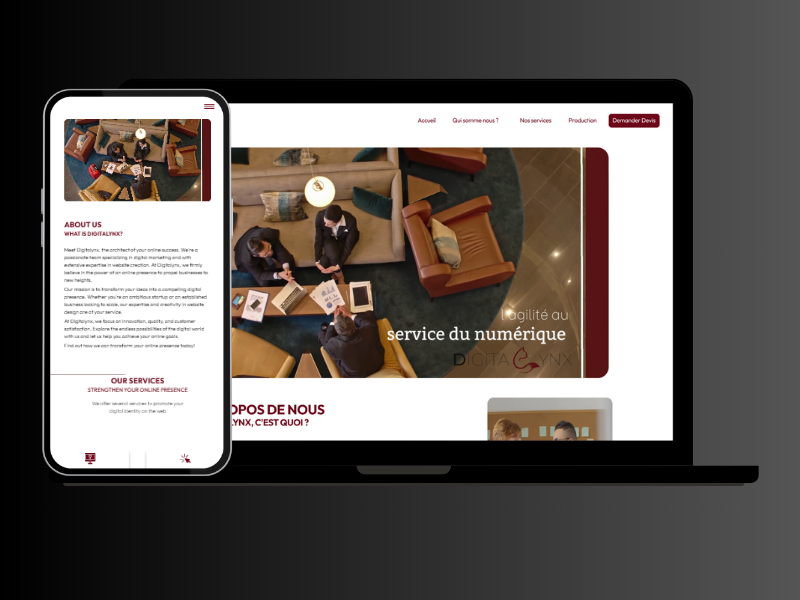 ABOUT US
WHAT IS DIGITALYNX?
Meet Digitalynx, the architect of your online success. We're a
passionate team specializing in digital marketing and with
extensive expertise in website creation. At Digitalynx, we firmly
believe in the power of an online presence to propel businesses to
new heights.
Our mission is to transform your ideas into a compelling digital
presence. Whether you're an ambitious startup or an established
business looking to scale, our expertise and creativity in website
design are at your service.
At Digitalynx, we focus on innovation, quality, and customer
satisfaction. Explore the endless possibilities of the digital world
with us and let us help you achieve your online goals.
Find out how we can transform your online presence today!
OUR SERVICES
STRENGTHEN YOUR ONLINE PRESENCE
We offer several services to promote your
digital identity on the web
Accueil
Qui somme nous ?
Nos services
Production
Demander Devis
l'agilité au
service du numérique
DIGITALYNX
OPOS DE NOUS
LYNX, C'EST QUOI ?